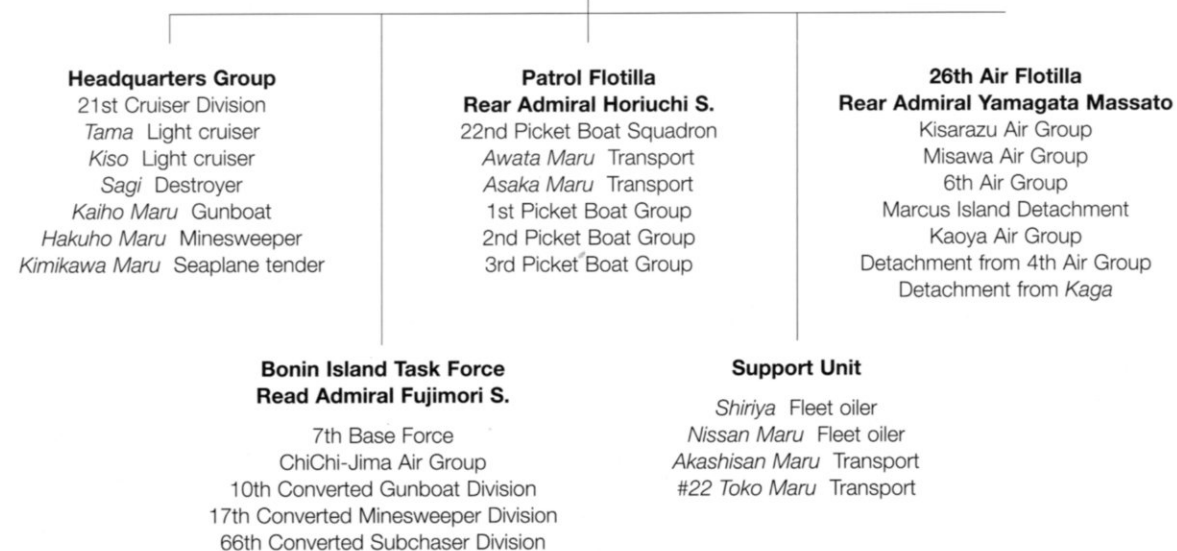 Headquarters Group
21st Cruiser Division
Tama Light cruiser
Kiso Light cruiser
Sagi Destroyer
Kaiho Maru Gunboat
Hakuho Maru Minesweeper
Kimikawa Maru Seaplane tender
Patrol Flotilla
Rear Admiral Horiuchi S.
22nd Picket Boat Squadron
Awata Maru Transport
Asaka Maru Transport
1st Picket Boat Group
2nd Picket Boat Group
3rd Picket Boat Group
26th Air Flotilla
Rear Admiral Yamagata Massato
Kisarazu Air Group
Misawa Air Group
6th Air Group
Marcus Island Detachment
Kaoya Air Group
Detachment from 4th Air Group
Detachment from Kaga
Bonin Island Task Force
Read Admiral Fujimori S.
7th Base Force
ChiChi-Jima Air Group
10th Converted Gunboat Division
17th Converted Minesweeper Division
66th Converted Subchaser Division
Support Unit
Shiriya Fleet oiler
Nissan Maru Fleet oiler
Akashisan Maru Transport
#22 Toko Maru Transport